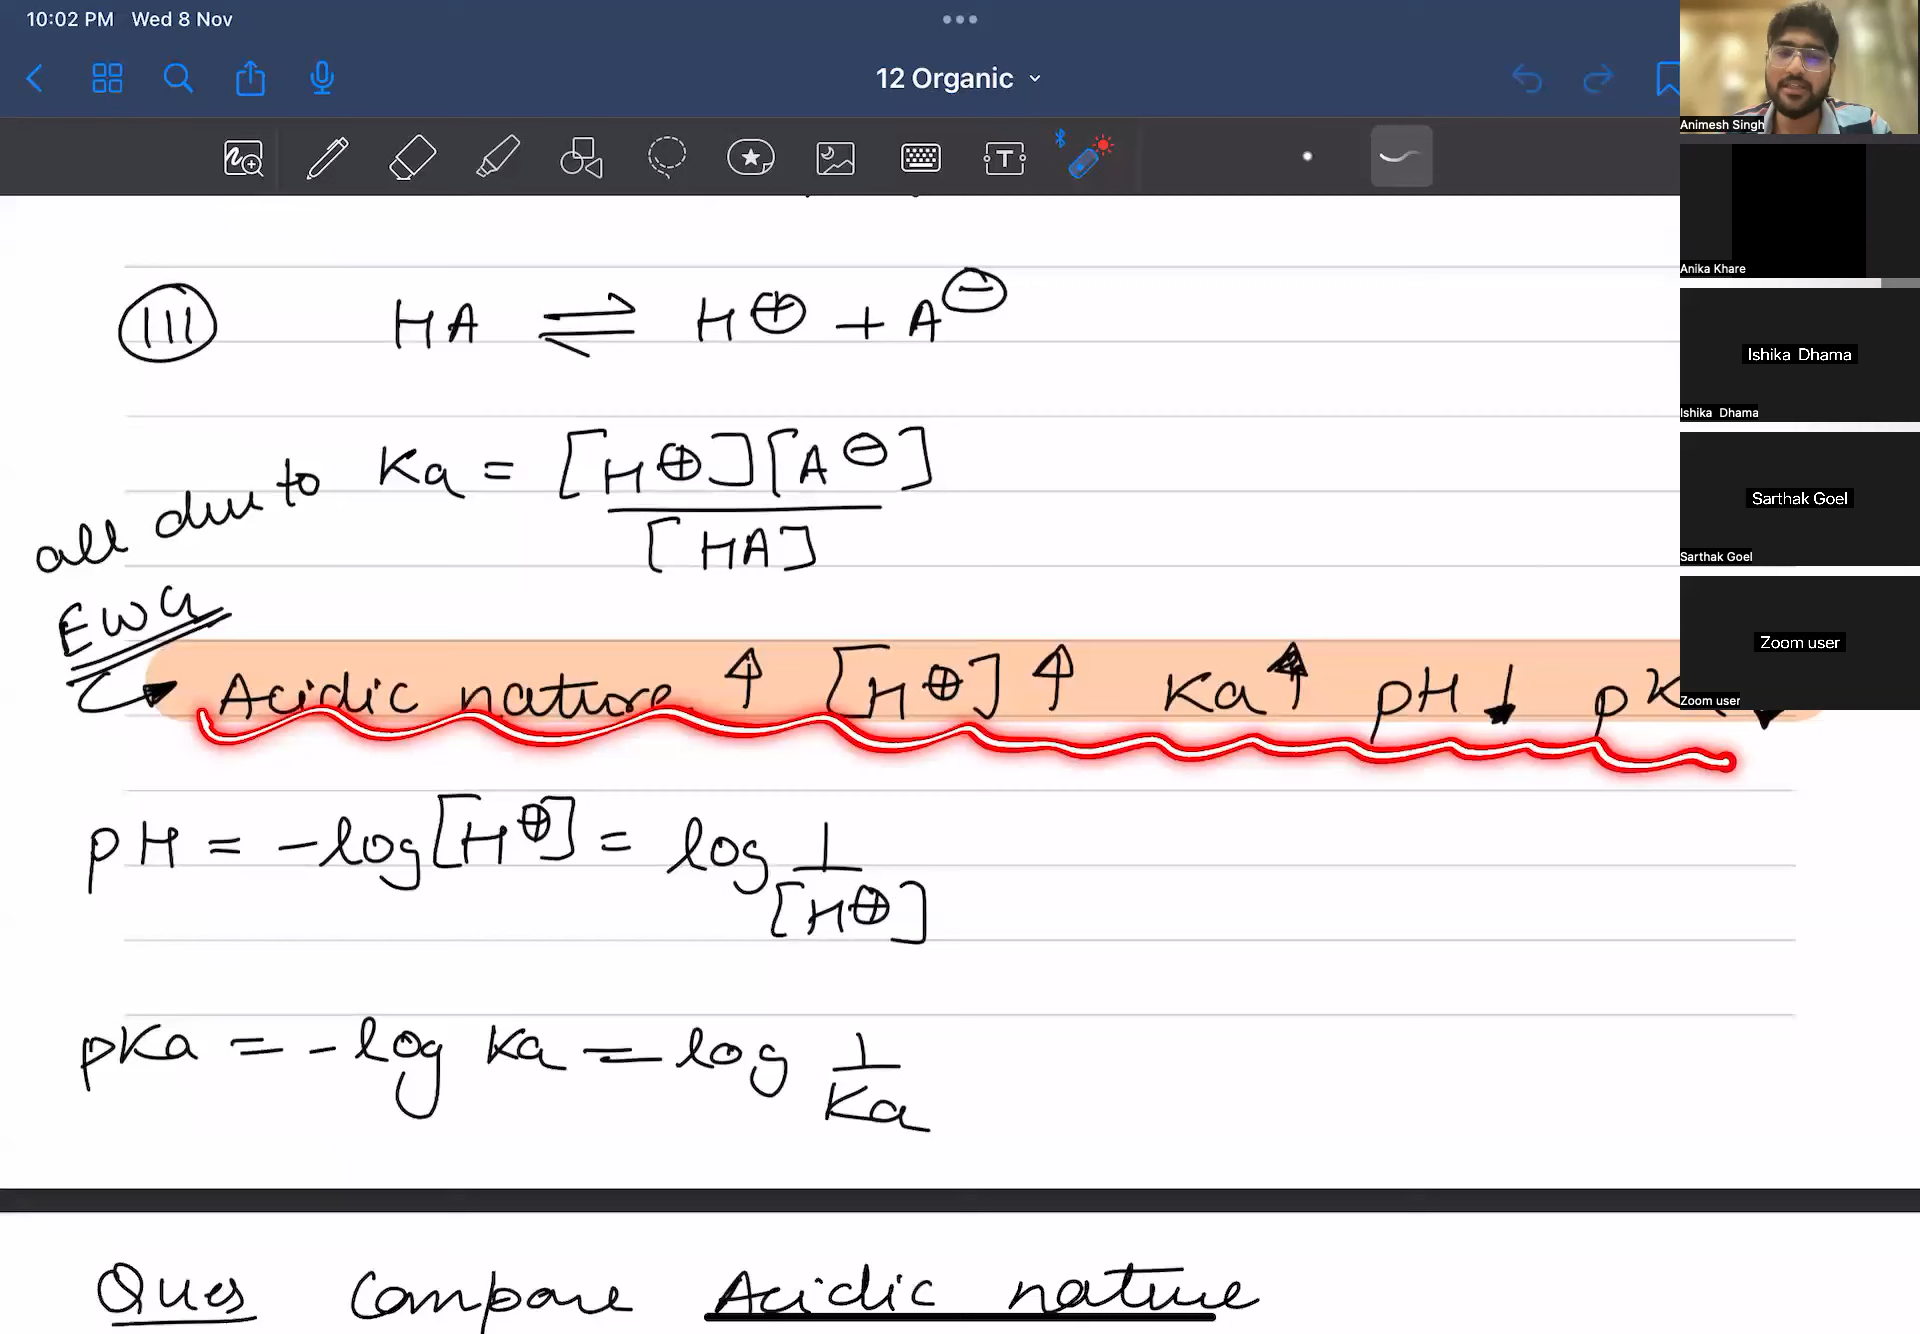 10:02 PM Wed 8 Nov
12 Organic
T
Animesh Singh
Anika Khare
Ishika Dhama
Ishika Dhama
Sarthak Goel
Sarthak Goel
Zoom user
Zoom user
III HA ⇌ H⊕ + A⊖
all due to Ka = [H⊕][A⊖]
[HA]
EWG
Acidic nature ↑ [H⊕] ↑ Ka ↑ pH ↓
pH = -log[H⊕] = log 1
[H⊕]
pKa = -log Ka = log 1
Ka
Ques Compare Acidic nature